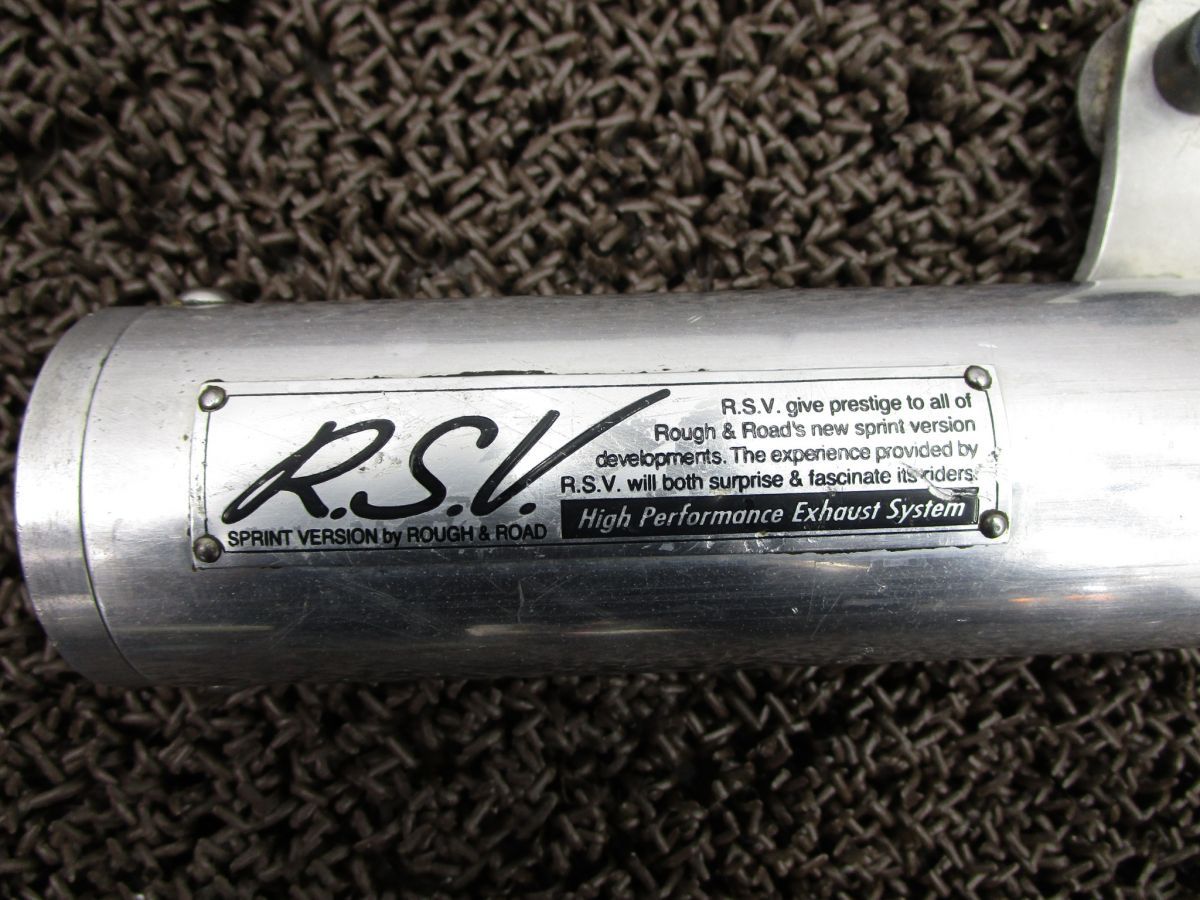 R.S.V.
SPRINT VERSION by ROUGH & ROAD
R.S.V. give prestige to all of
Rough & Road's new sprint version
developments. The experience provided by
R.S.V. will both surprise & fascinate its riders.
High Performance Exhaust System